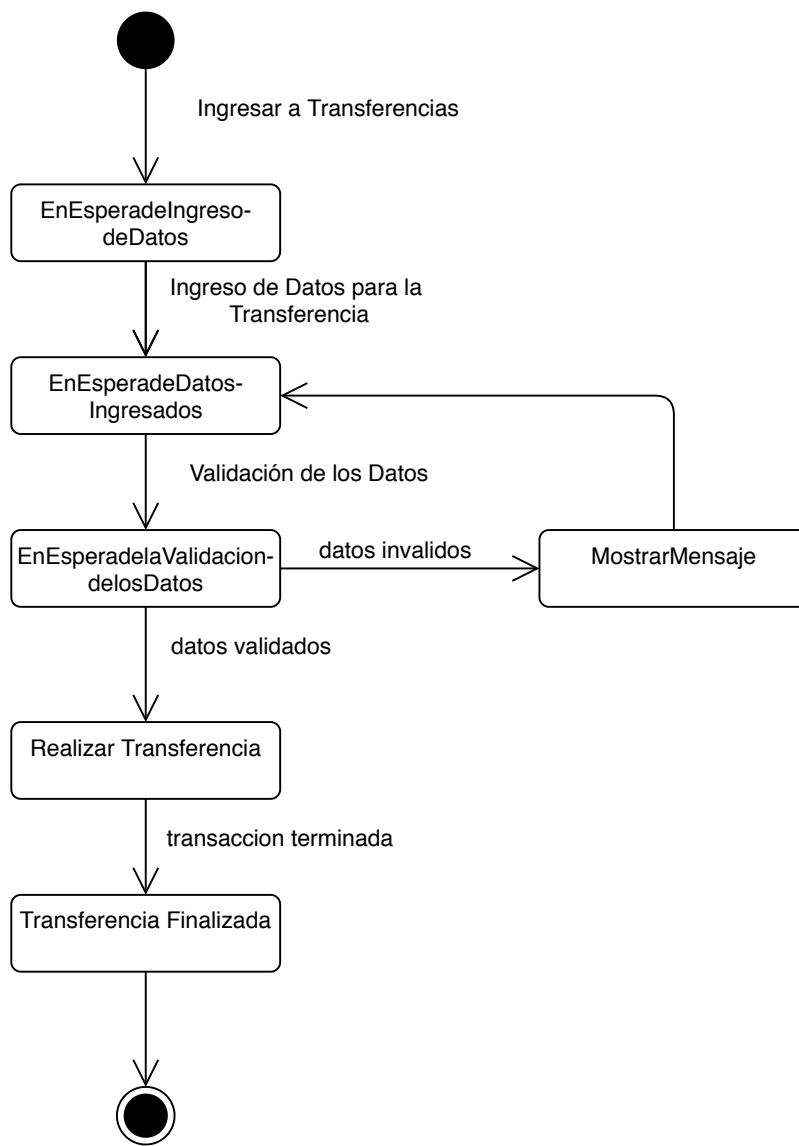 Ingresar a Transferencias
EnEsperadeIngreso-
deDatos
Ingreso de Datos para la
Transferencia
EnEsperadeDatos-
Ingresados
Validación de los Datos
EnEsperadelaValidacion-
delosDatos
datos invalidos
MostrarMensaje
datos validados
Realizar Transferencia
transaccion terminada
Transferencia Finalizada